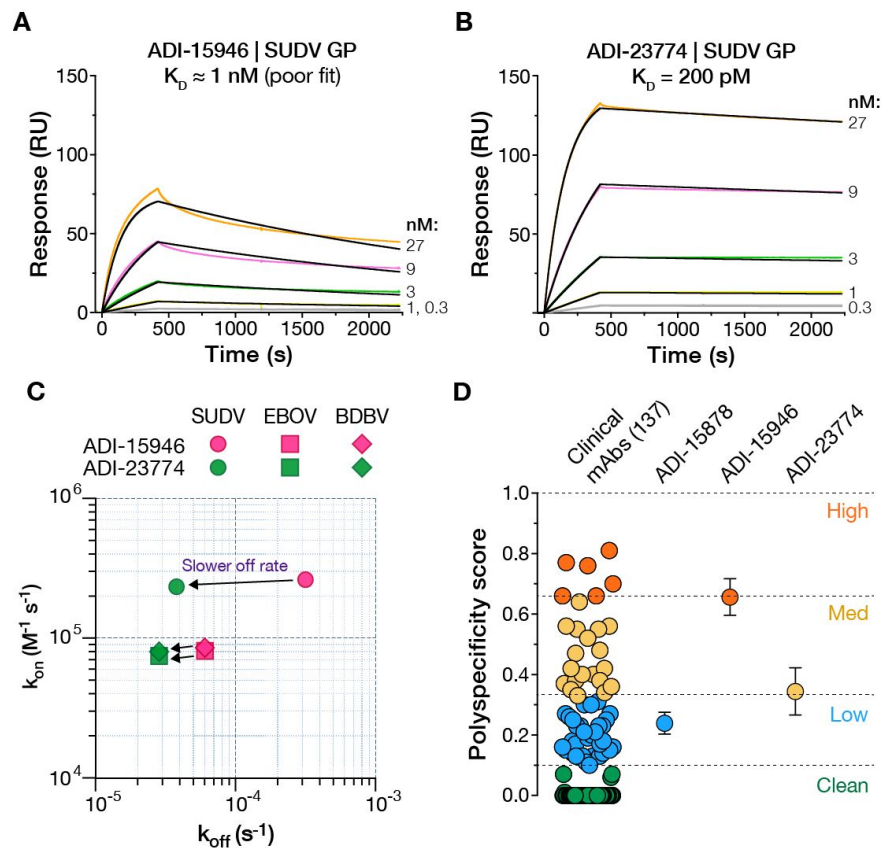 A
ADI-15946 | SUDV GP
K_D ≈ 1 nM (poor fit)
150
100
50
0
Response (RU)
0 500 1000 1500 2000
Time (s)
nM:
27
9
3
1, 0.3
B
ADI-23774 | SUDV GP
K_D = 200 pM
150
100
50
0
Response (RU)
0 500 1000 1500 2000
Time (s)
nM:
27
9
3
1
0.3
C
SUDV EBOV BDBV
ADI-15946
ADI-23774
10^6
10^5
10^4
k_on (M^-1 s^-1)
Slower off rate
10^-5 10^-4 10^-3
k_off (s^-1)
D
Clinical
mAbs (137)
ADI-15878
ADI-15946
ADI-23774
1.0
0.8
0.6
0.4
0.2
0.0
Polyspecificity score
High
Med
Low
Clean